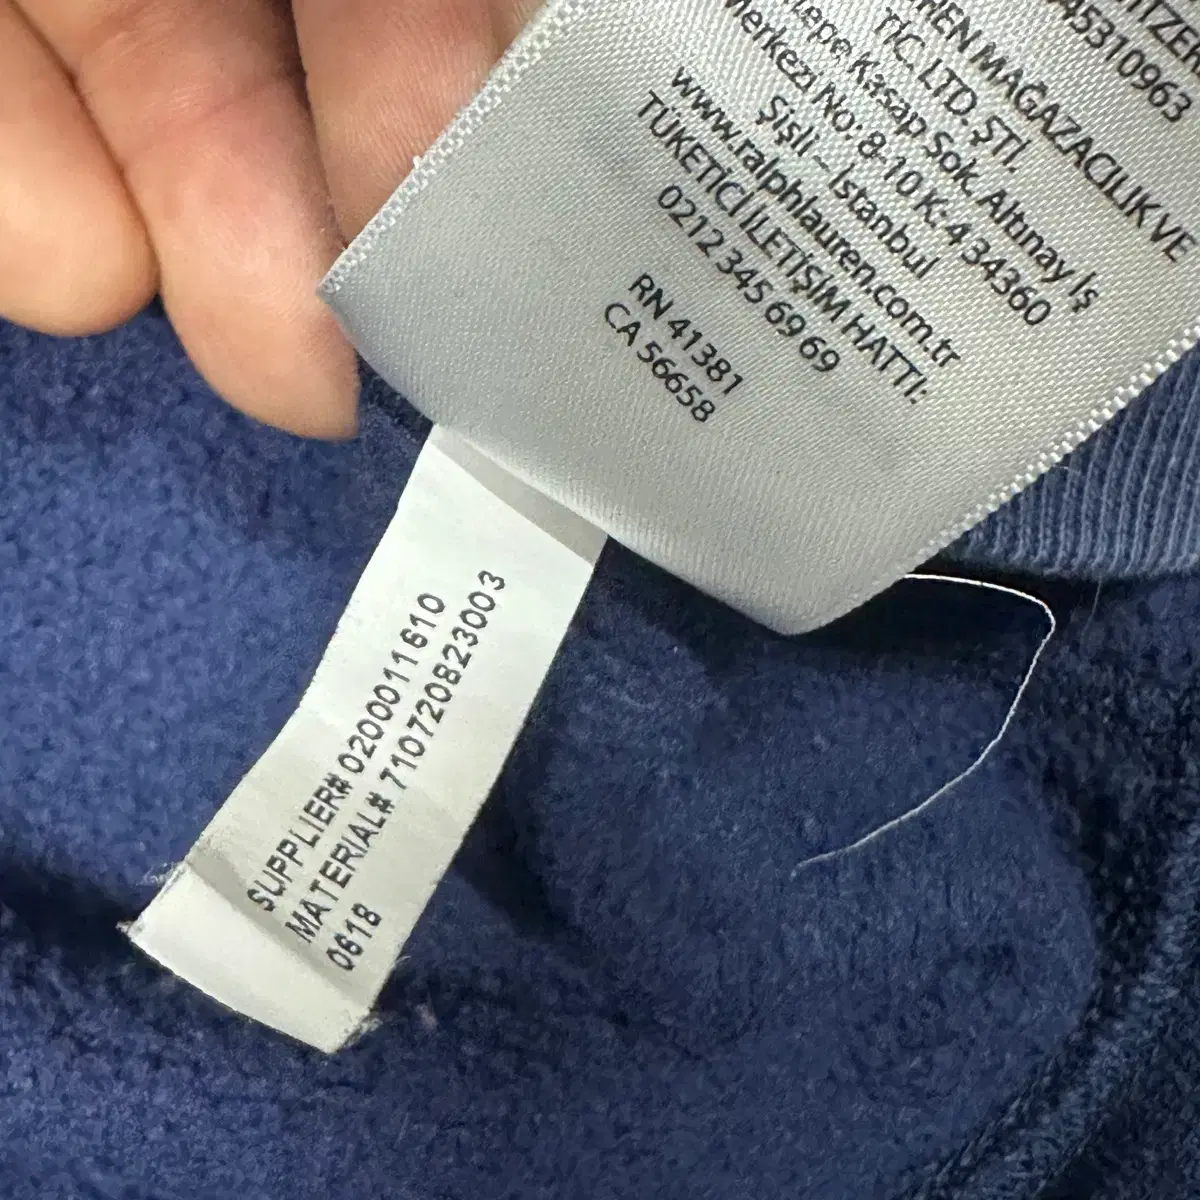 45310963
MAĞAZACILIK VE
TİC. LTD. ŞTİ.
Kasap Sok. Altınay İş
Merkezi No: 8-10 K:4 34360
Şişli – İstanbul
www.ralphlauren.com.tr
TÜKETİCİ İLETİŞİM HATTI:
0212 345 69 69
RN 41381
CA 56658
SUPPLIER# 0200011610
MATERIAL# 710720823003
0618